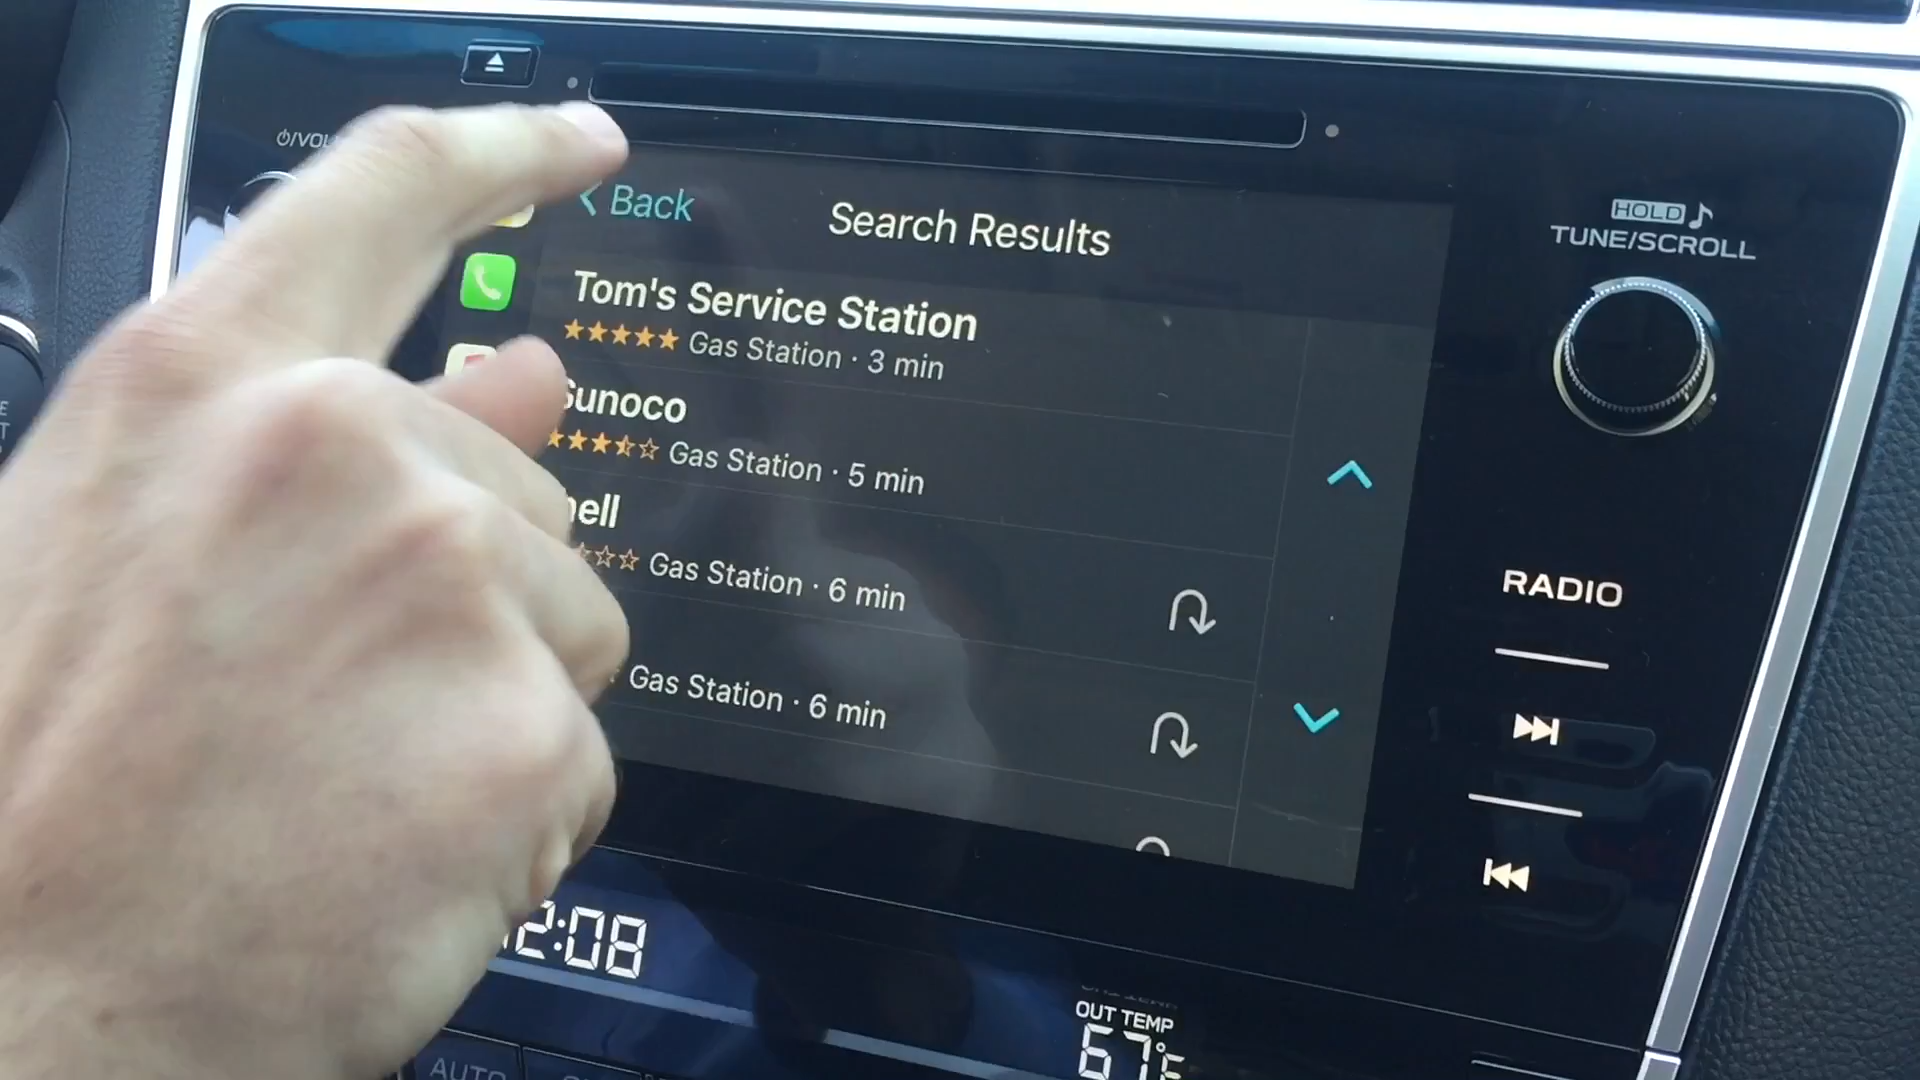 Back
Search Results
Tom's Service Station
Gas Station · 3 min
Sunoco
Gas Station · 5 min
hell
Gas Station · 6 min
Gas Station · 6 min
HOLD
TUNE/SCROLL
RADIO
2:08
OUT TEMP
67°F
AUTO